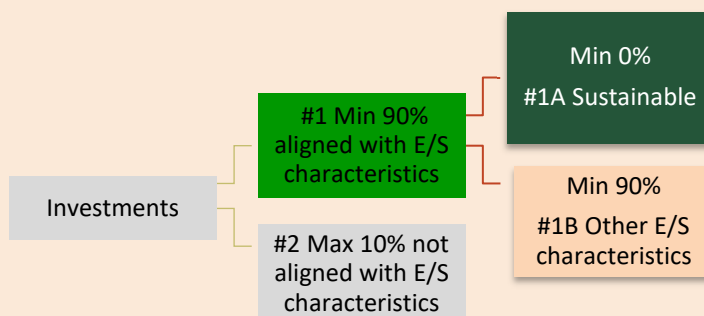 Investments
#1 Min 90%
aligned with E/S
characteristics
#2 Max 10% not
aligned with E/S
characteristics
Min 0%
#1A Sustainable
Min 90%
#1B Other E/S
characteristics